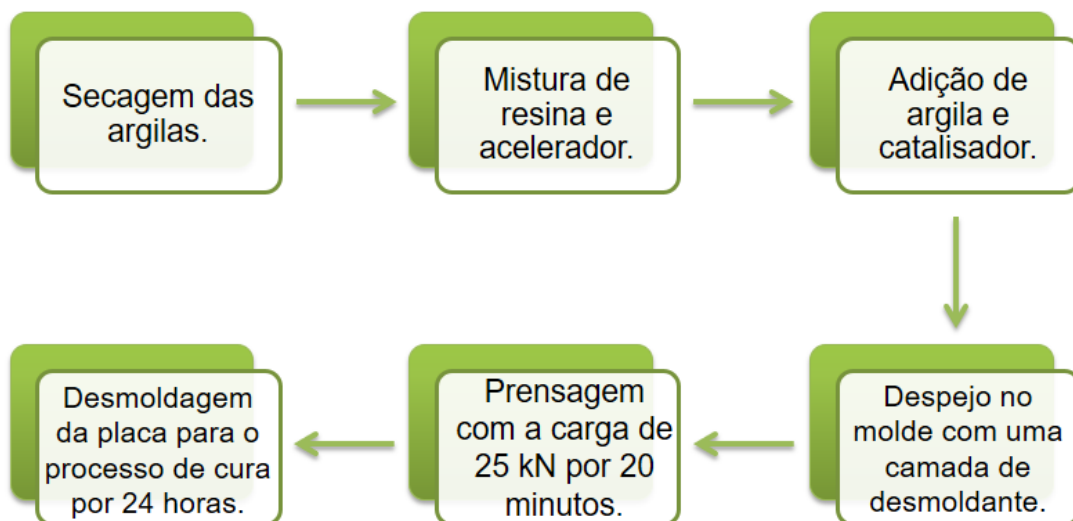 Secagem das
argilas.
Mistura de
resina e
acelerador.
Adição de
argila e
catalisador.
Despejo no
molde com uma
camada de
desmoldante.
Prensagem
com a carga de
25 kN por 20
minutos.
Desmoldagem
da placa para o
processo de cura
por 24 horas.